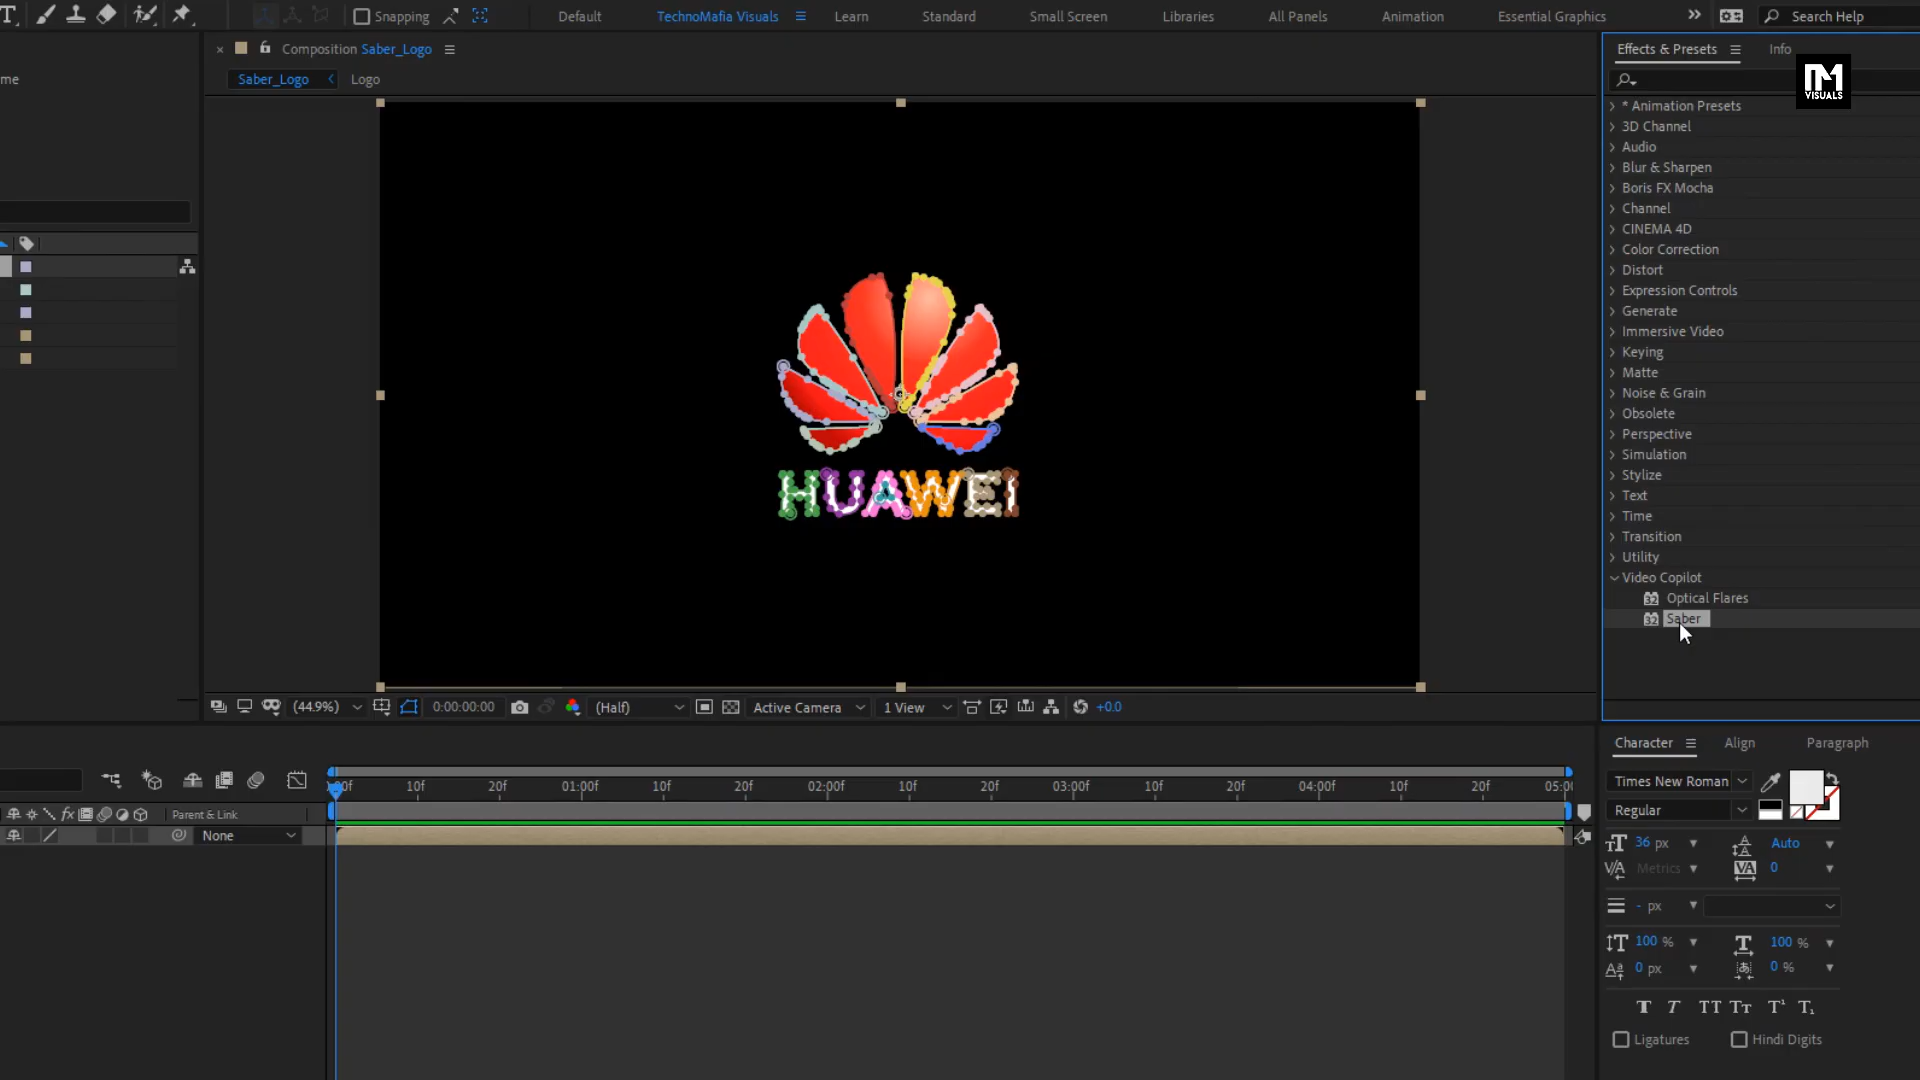 Snapping
Default
TechnoMafia Visuals
Learn
Standard
Small Screen
Libraries
All Panels
Animation
Essential Graphics
Search Help
me
Composition Saber_Logo
Saber_Logo
Logo
HUAWEI
(44.9%)
0:00:00:00
(Half)
Active Camera
1 View
+0.0
Effects & Presets
Info
VISUALS
* Animation Presets
3D Channel
Audio
Blur & Sharpen
Boris FX Mocha
Channel
CINEMA 4D
Color Correction
Distort
Expression Controls
Generate
Immersive Video
Keying
Matte
Noise & Grain
Obsolete
Perspective
Simulation
Stylize
Text
Time
Transition
Utility
Video Copilot
32 Optical Flares
32 Saber
10f 20f 01:00f 10f 20f 02:00f 10f 20f 03:00f 10f 20f 04:00f 10f 20f
fx Parent & Link
None
Character
Align
Paragraph
Times New Roman
Regular
36 px
Auto
Metrics
0
- px
100 %
100 %
0 px
0 %
Ligatures
Hindi Digits